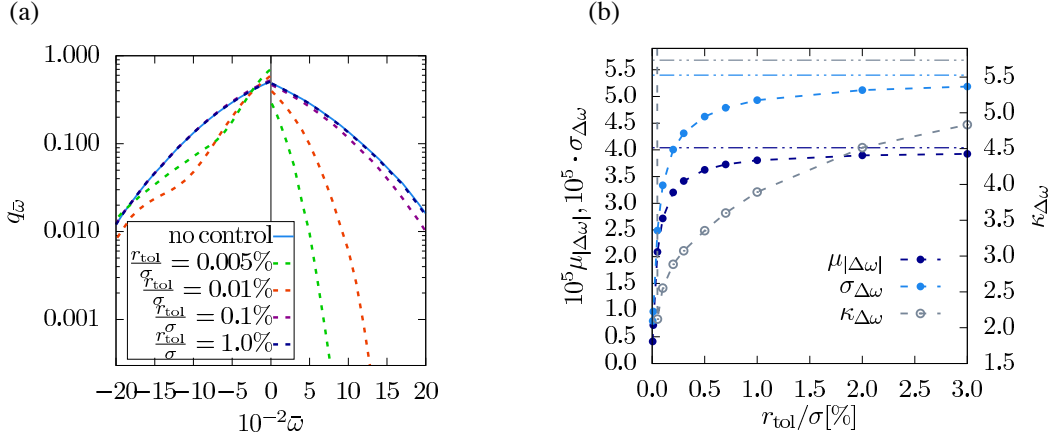 (a)
1.000
0.100
0.010
0.001
q_ω̄
no control
r_tol/σ = 0.005%
r_tol/σ = 0.01%
r_tol/σ = 0.1%
r_tol/σ = 1.0%
−20 −15 −10 −5 0 5 10 15 20
10^−2 ω̄
(b)
5.5
5.0
4.5
4.0
3.5
3.0
2.5
2.0
1.5
1.0
0.5
0.0
10^5 μ_|Δω|, 10^5 · σ_Δω
μ_|Δω|
σ_Δω
κ_Δω
5.5
5.0
4.5
4.0
3.5
3.0
2.5
2.0
1.5
κ_Δω
0.0 0.5 1.0 1.5 2.0 2.5 3.0
r_tol/σ[%]